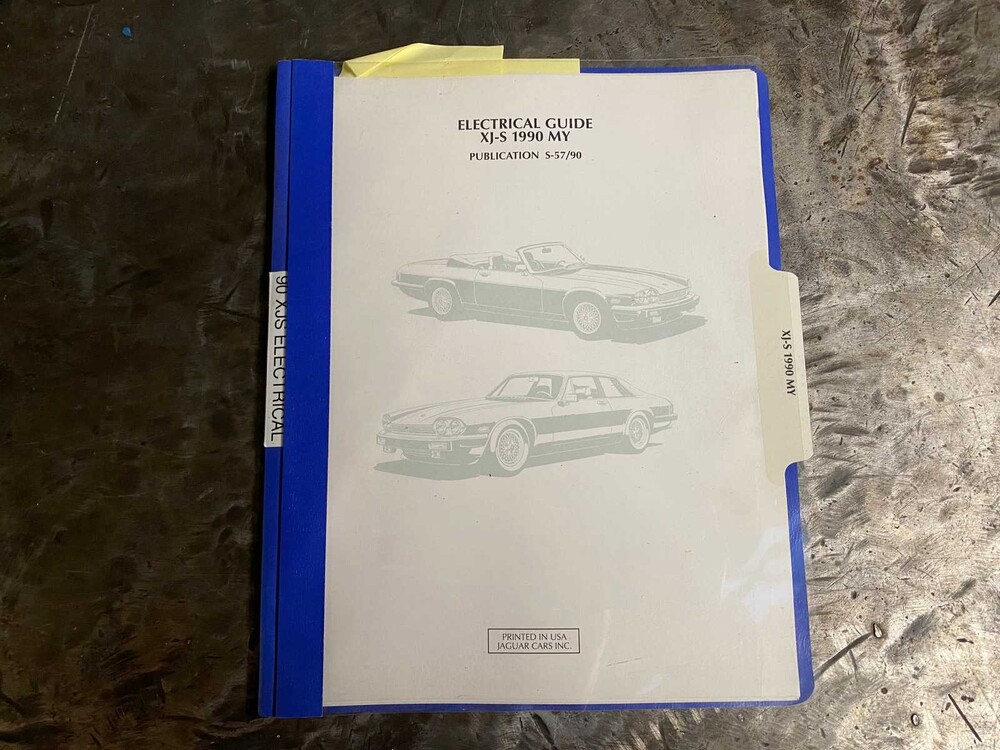 ELECTRICAL GUIDE
XJ-S 1990 MY
PUBLICATION S-57/90
90 XJS ELECTRICAL
XJ-S 1990 MY
PRINTED IN USA
JAGUAR CARS INC.